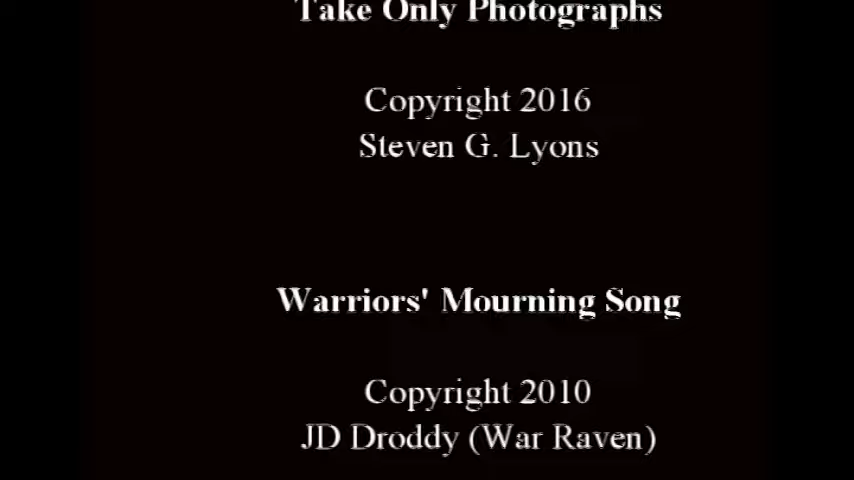 Take Only Photographs
Copyright 2016
Steven G. Lyons
Warriors' Mourning Song
Copyright 2010
JD Droddy (War Raven)